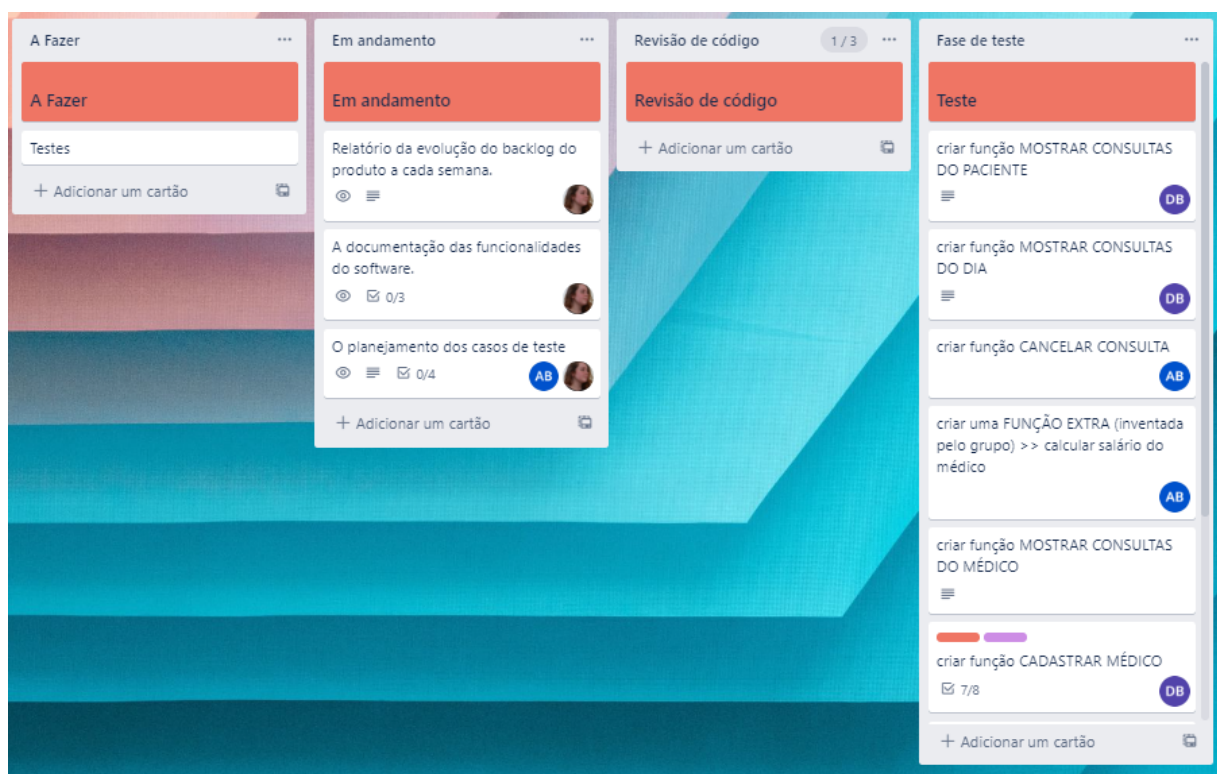 A Fazer
A Fazer
Testes
Adicionar um cartão
Em andamento
Em andamento
Relatório da evolução do backlog do
produto a cada semana.
A documentação das funcionalidades
do software.
0/3
O planejamento dos casos de teste
0/4
AB
Adicionar um cartão
Revisão de código
1 / 3
Revisão de código
Adicionar um cartão
Fase de teste
Teste
criar função MOSTRAR CONSULTAS
DO PACIENTE
DB
criar função MOSTRAR CONSULTAS
DO DIA
DB
criar função CANCELAR CONSULTA
AB
criar uma FUNÇÃO EXTRA (inventada
pelo grupo) >> calcular salário do
médico
AB
criar função MOSTRAR CONSULTAS
DO MÉDICO
criar função CADASTRAR MÉDICO
7/8
DB
Adicionar um cartão